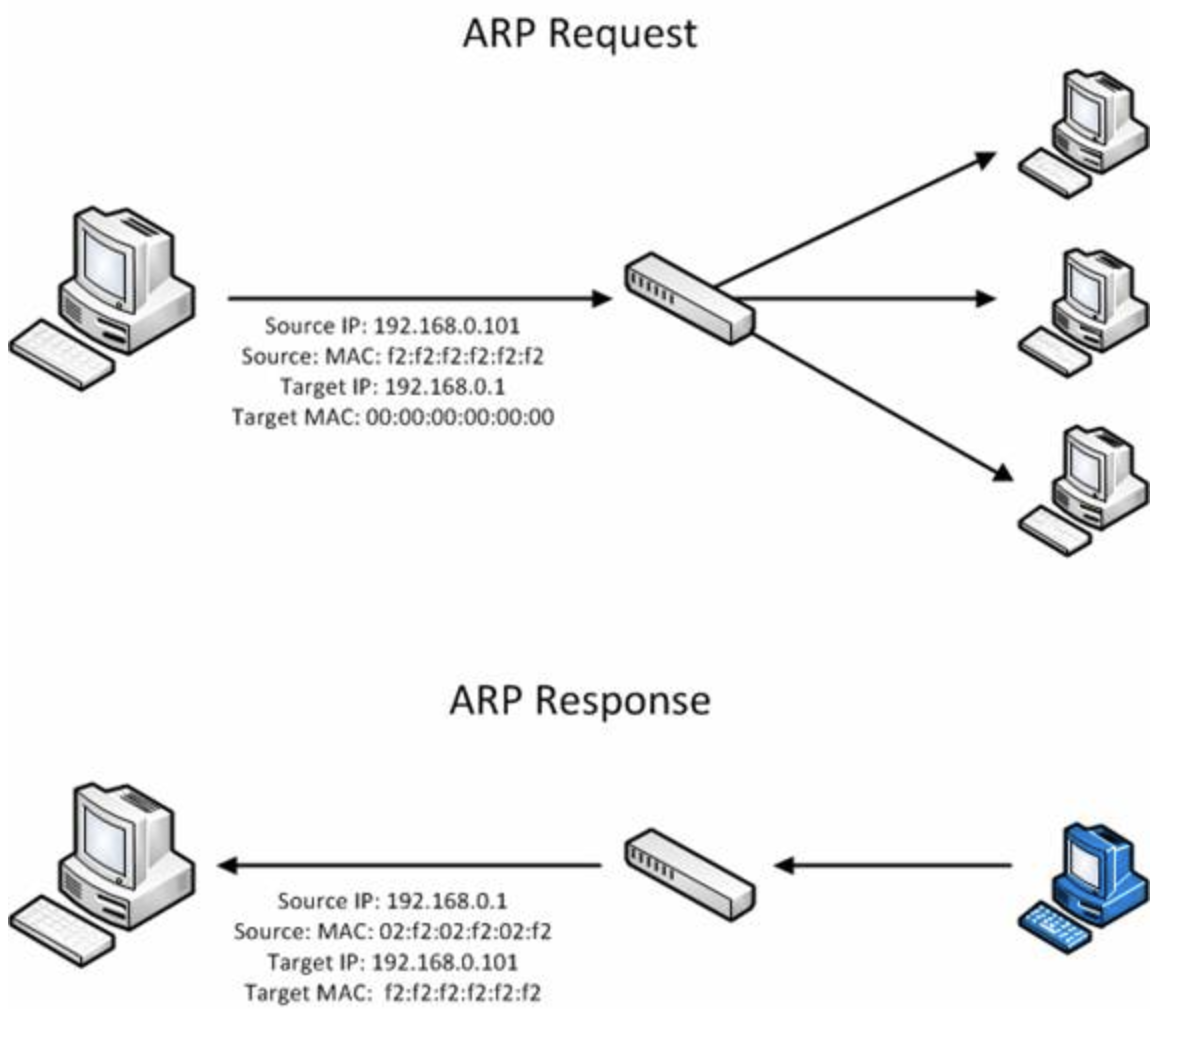 ARP Request
Source IP: 192.168.0.101
Source: MAC: f2:f2:f2:f2:f2:f2
Target IP: 192.168.0.1
Target MAC: 00:00:00:00:00:00
ARP Response
Source IP: 192.168.0.1
Source: MAC: 02:f2:02:f2:02:f2
Target IP: 192.168.0.101
Target MAC:  f2:f2:f2:f2:f2:f2